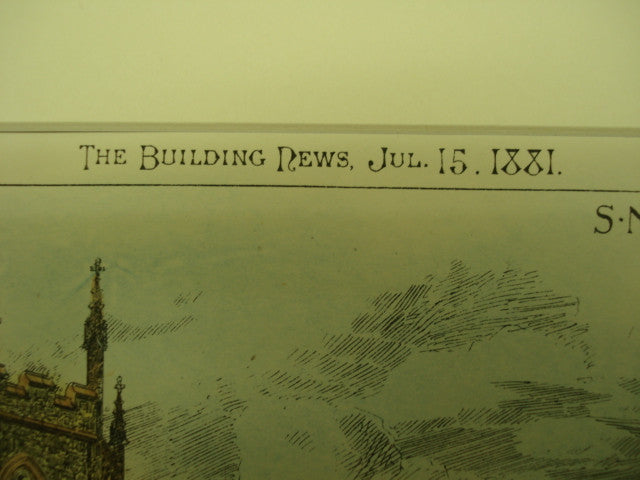 The Building News, Jul. 15. 1881.
S·N